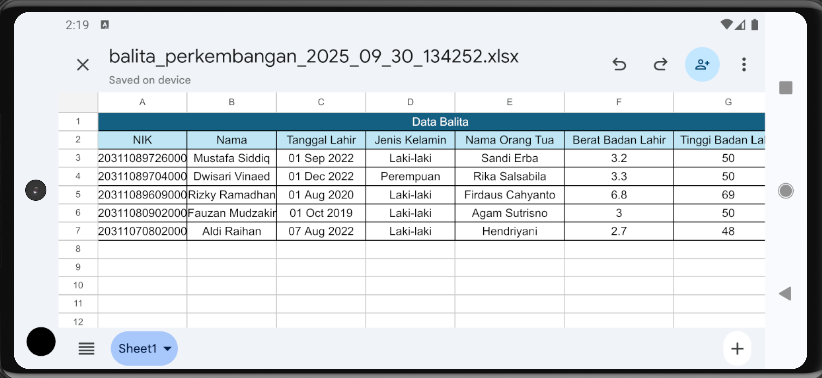 2:19
balita_perkembangan_2025_09_30_134252.xlsx
Saved on device
A B C D E F G
1 Data Balita
2 NIK Nama Tanggal Lahir Jenis Kelamin Nama Orang Tua Berat Badan Lahir Tinggi Badan La
3 20311089726000 Mustafa Siddiq 01 Sep 2022 Laki-laki Sandi Erba 3.2 50
4 20311089704000 Dwisari Vinaed 01 Dec 2022 Perempuan Rika Salsabila 3.3 50
5 20311089609000 Rizky Ramadhan 01 Aug 2020 Laki-laki Firdaus Cahyanto 6.8 69
6 20311080902000 Fauzan Mudzakir 01 Oct 2019 Laki-laki Agam Sutrisno 3 50
7 20311070802000 Aldi Raihan 07 Aug 2022 Laki-laki Hendriyani 2.7 48
8
9
10
11
12
Sheet1